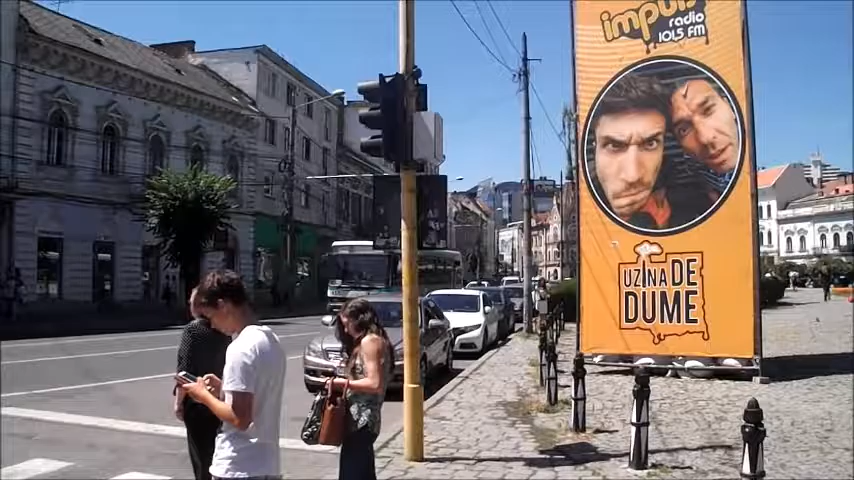 impuls
radio
101,5 FM
UZINA DE
DUME